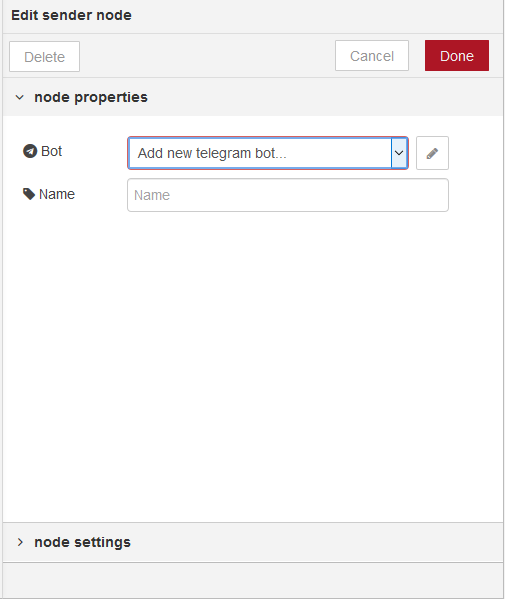 Edit sender node
Delete Cancel Done
node properties
Bot Add new telegram bot...
Name Name
node settings